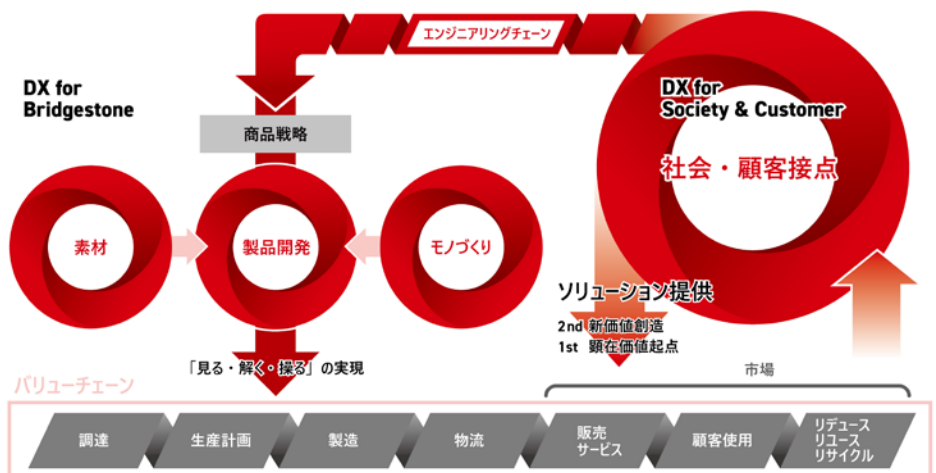 エンジニアリングチェーン
DX for
Bridgestone
DX for
Society & Customer
商品戦略
社会・顧客接点
素材
製品開発
モノづくり
ソリューション提供
2nd 新価値創造
1st 顕在価値起点
「見る・解く・操る」の実現
市場
バリューチェーン
調達
生産計画
製造
物流
販売
サービス
顧客使用
リデュース
リユース
リサイクル